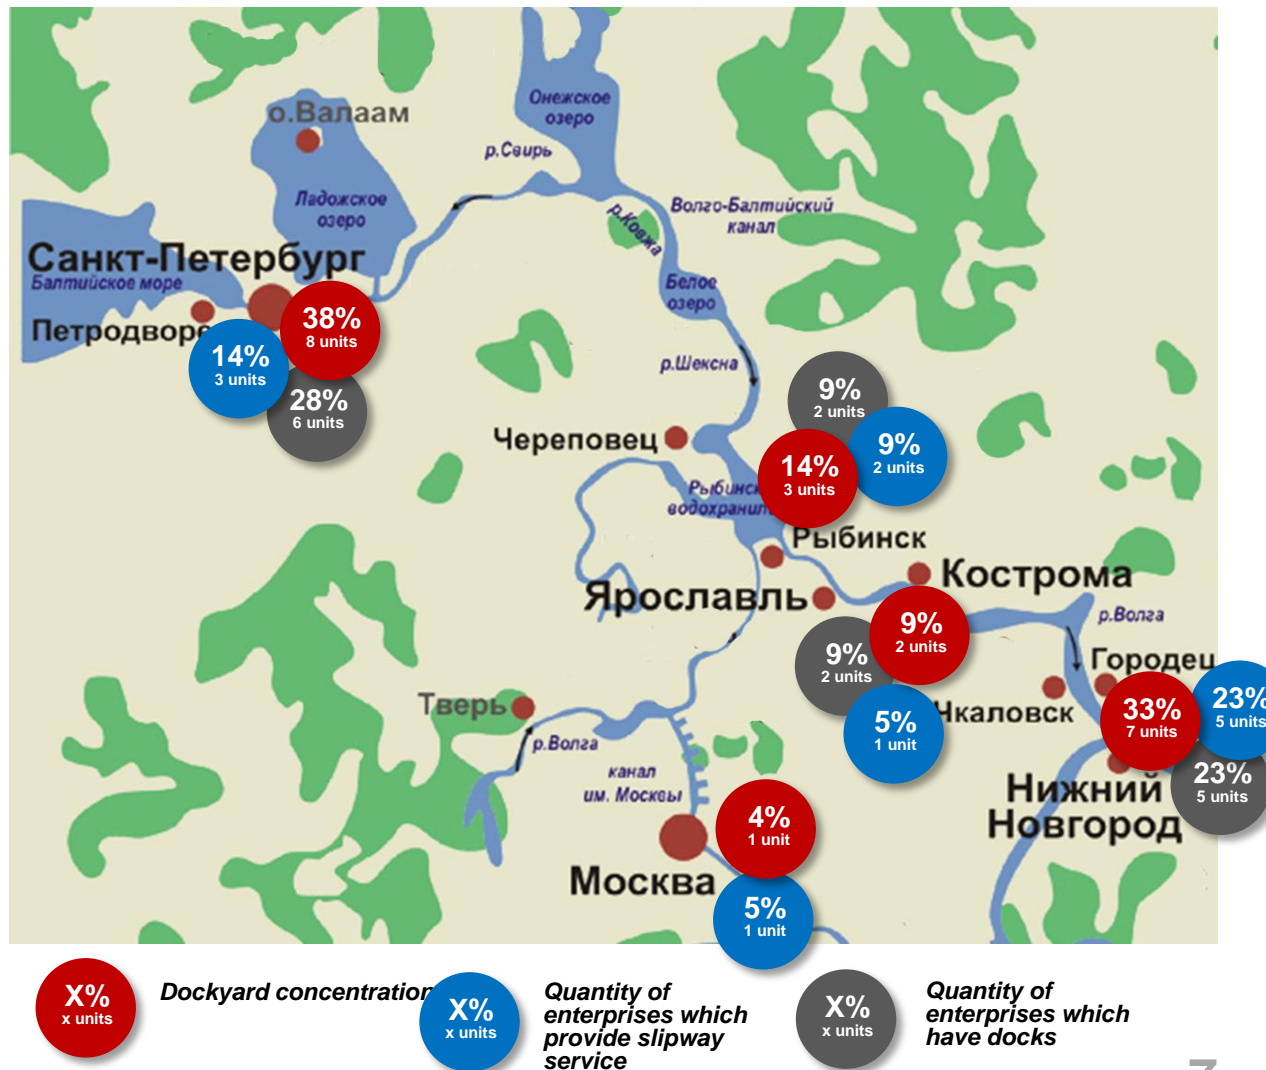 о.Валаам
Онежское
озеро
р.Свирь
Ладожское
озеро
р.Ковжа
Волго-Балтийский
канал
Санкт-Петербург
Балтийское море
Белое
озеро
Петродворе
38%
8 units
14%
3 units
28%
6 units
р.Шексна
9%
2 units
9%
2 units
14%
3 units
Череповец
Рыбинск
водохранил
Рыбинск
Ярославль
Кострома
р.Волга
9%
2 units
9%
2 units
5%
1 unit
Городец
Чкаловск
33%
7 units
23%
5 units
23%
5 units
Нижний
Новгород
Тверь
р.Волга
канал
им. Москвы
4%
1 unit
Москва
5%
1 unit
X%
x units
Dockyard concentration
X%
x units
Quantity of
enterprises which
provide slipway
service
X%
x units
Quantity of
enterprises which
have docks